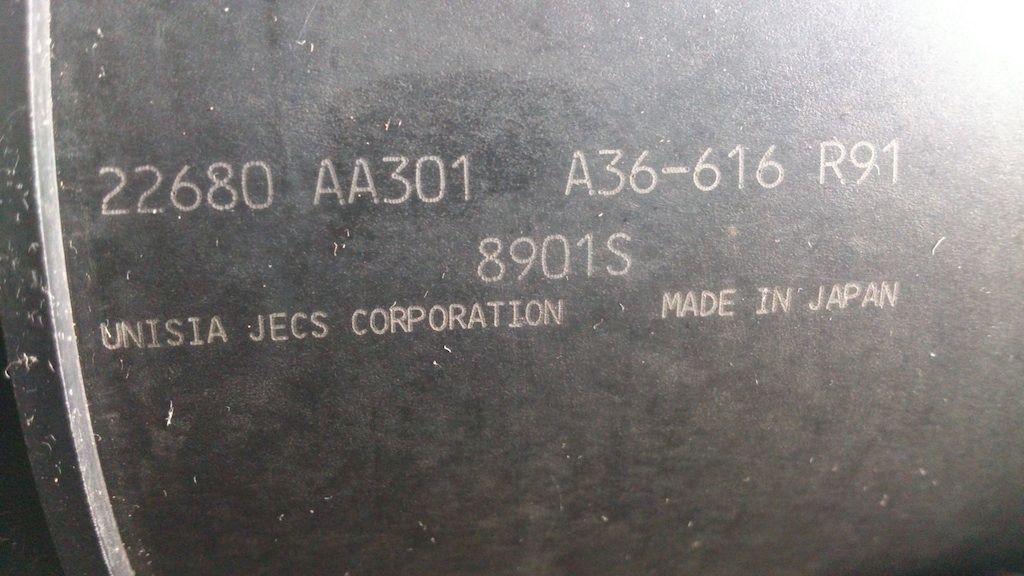 22680 AA301 A36-616 R91
8901S
UNISIA JECS CORPORATION MADE IN JAPAN